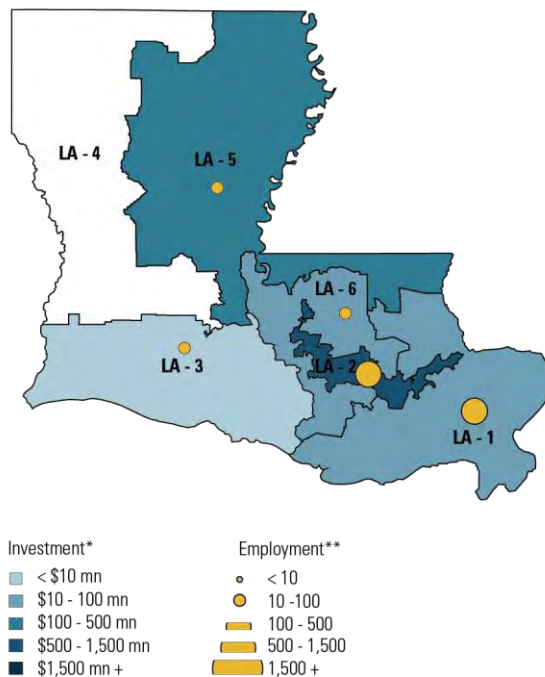 LA - 4
LA - 5
LA - 6
LA - 3
LA - 2
LA - 1
Investment*
Employment**
< $10 mn
< 10
$10 - 100 mn
10 -100
$100 - 500 mn
100 - 500
$500 - 1,500 mn
500 - 1,500
$1,500 mn +
1,500 +